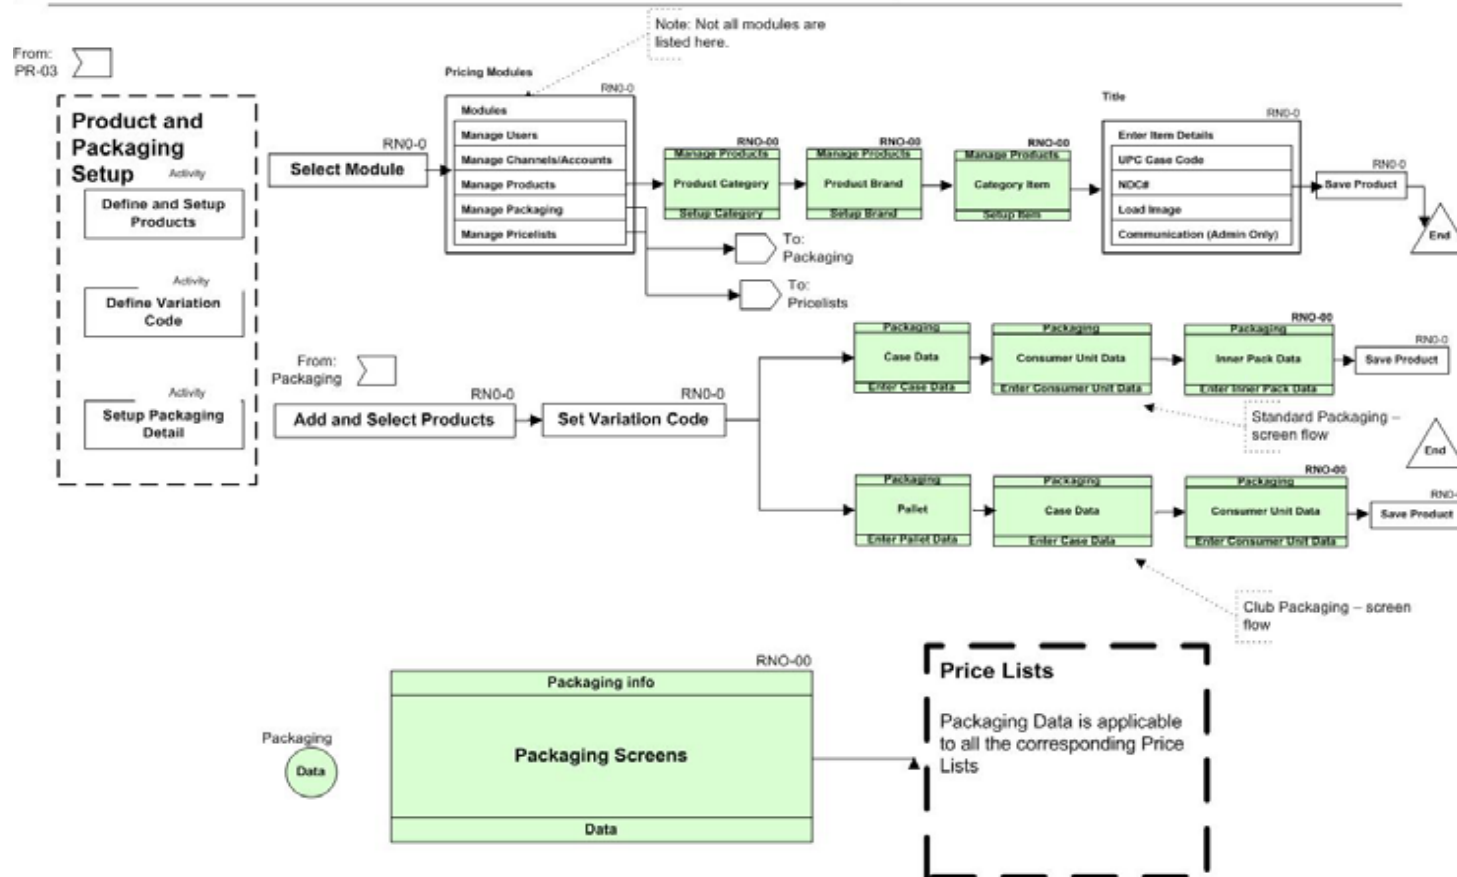 Note: Not all modules are
listed here.
From:
PR-03
Pricing Modules
RN0-0
Modules
Manage Users
Manage Channels/Accounts
Manage Products
Manage Packaging
Manage Pricelists
Product and
Packaging
Setup
Activity
Define and Setup
Products
Activity
Define Variation
Code
Activity
Setup Packaging
Detail
RN0-0
Select Module
RNO-00
Manage Products
Product Category
Setup Category
RNO-00
Manage Products
Product Brand
Setup Brand
RNO-00
Manage Products
Category Item
Setup Item
Title
RN0-0
Enter Item Details
UPC Case Code
NDC#
Load Image
Communication (Admin Only)
RN0-0
Save Product
End
To:
Packaging
To:
Pricelists
From:
Packaging
RN0-0
Add and Select Products
RN0-0
Set Variation Code
Packaging
Case Data
Enter Case Data
Packaging
Consumer Unit Data
Enter Consumer Unit Data
RNO-00
Packaging
Inner Pack Data
Enter Inner Pack Data
RN0-0
Save Product
Standard Packaging –
screen flow
End
Packaging
Pallet
Enter Pallet Data
Packaging
Case Data
Enter Case Data
RNO-00
Packaging
Consumer Unit Data
Enter Consumer Unit Data
RN0-
Save Product
Club Packaging – screen
flow
Packaging
Data
RNO-00
Packaging info
Packaging Screens
Data
Price Lists
Packaging Data is applicable
to all the corresponding Price
Lists